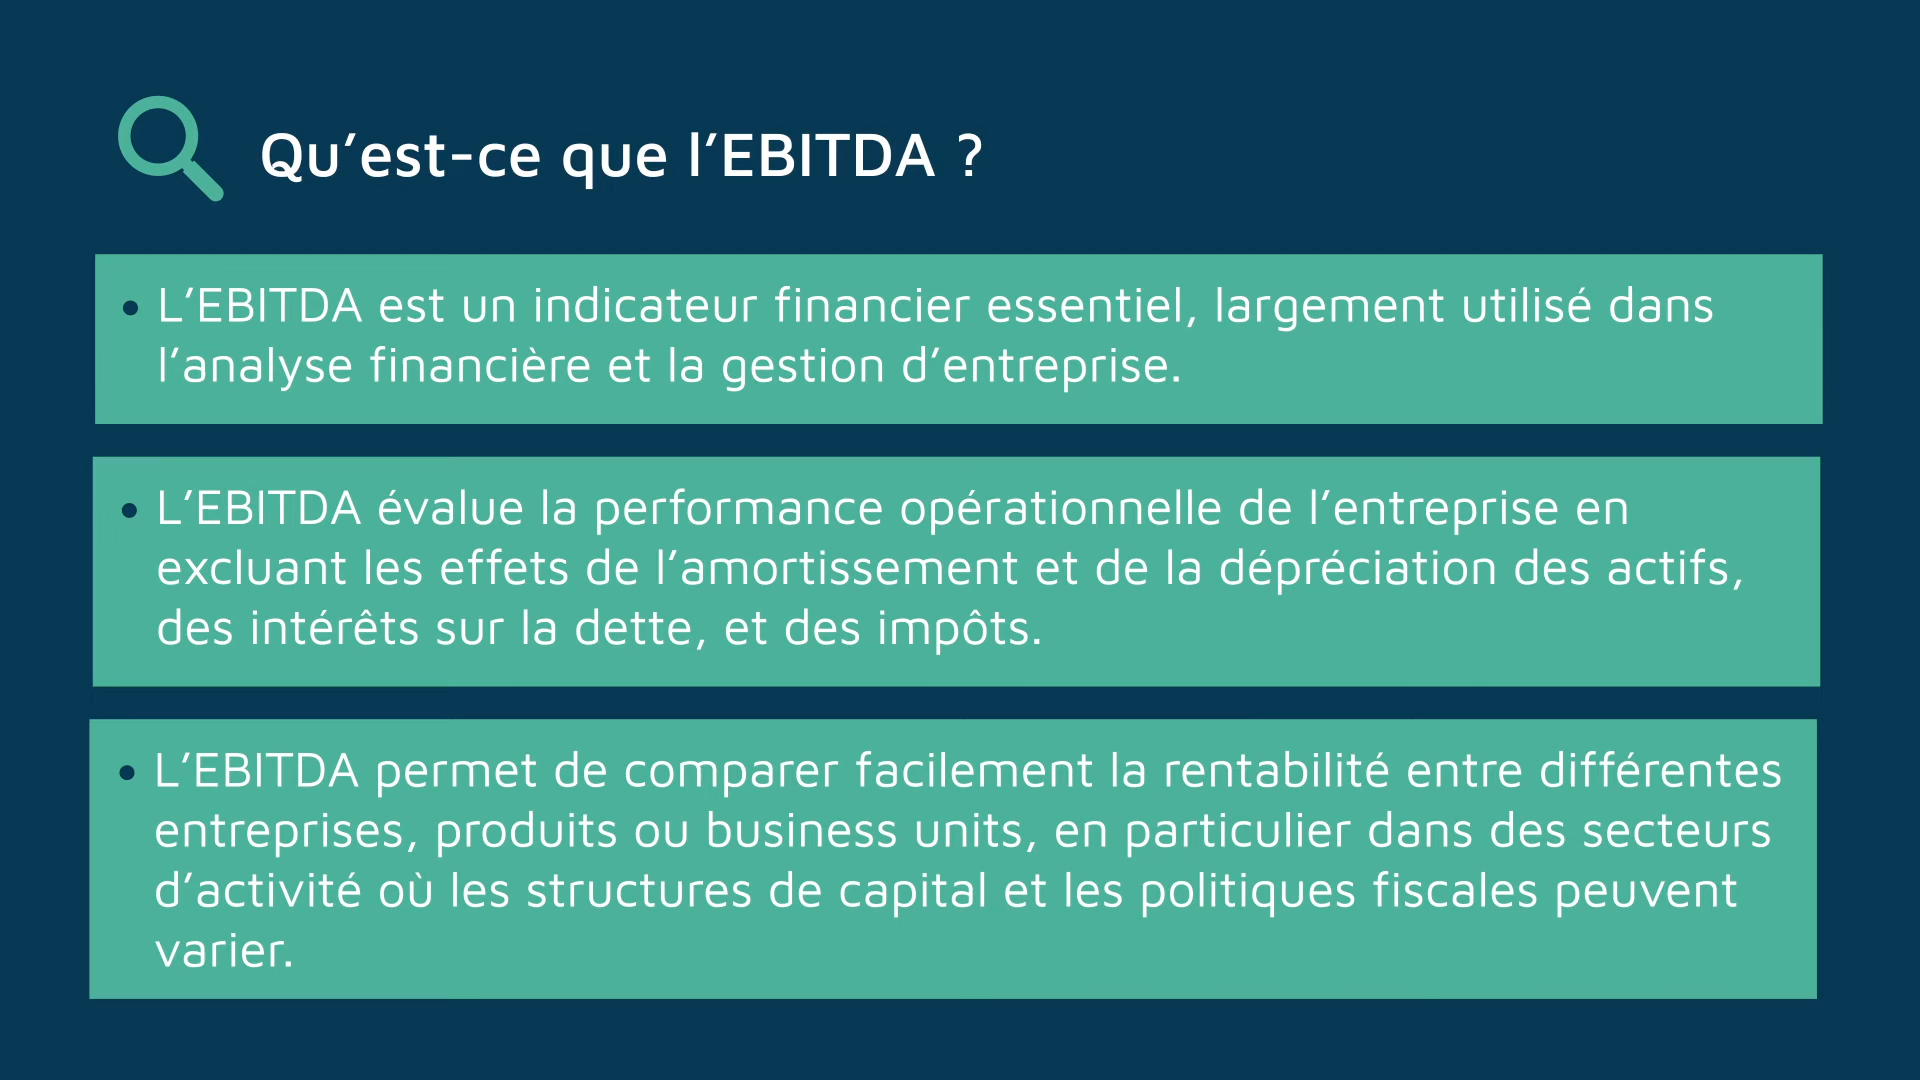 Qu’est-ce que l’EBITDA ?
• L’EBITDA est un indicateur financier essentiel, largement utilisé dans
l’analyse financière et la gestion d’entreprise.
• L’EBITDA évalue la performance opérationnelle de l’entreprise en
excluant les effets de l’amortissement et de la dépréciation des actifs,
des intérêts sur la dette, et des impôts.
• L’EBITDA permet de comparer facilement la rentabilité entre différentes
entreprises, produits ou business units, en particulier dans des secteurs
d’activité où les structures de capital et les politiques fiscales peuvent
varier.